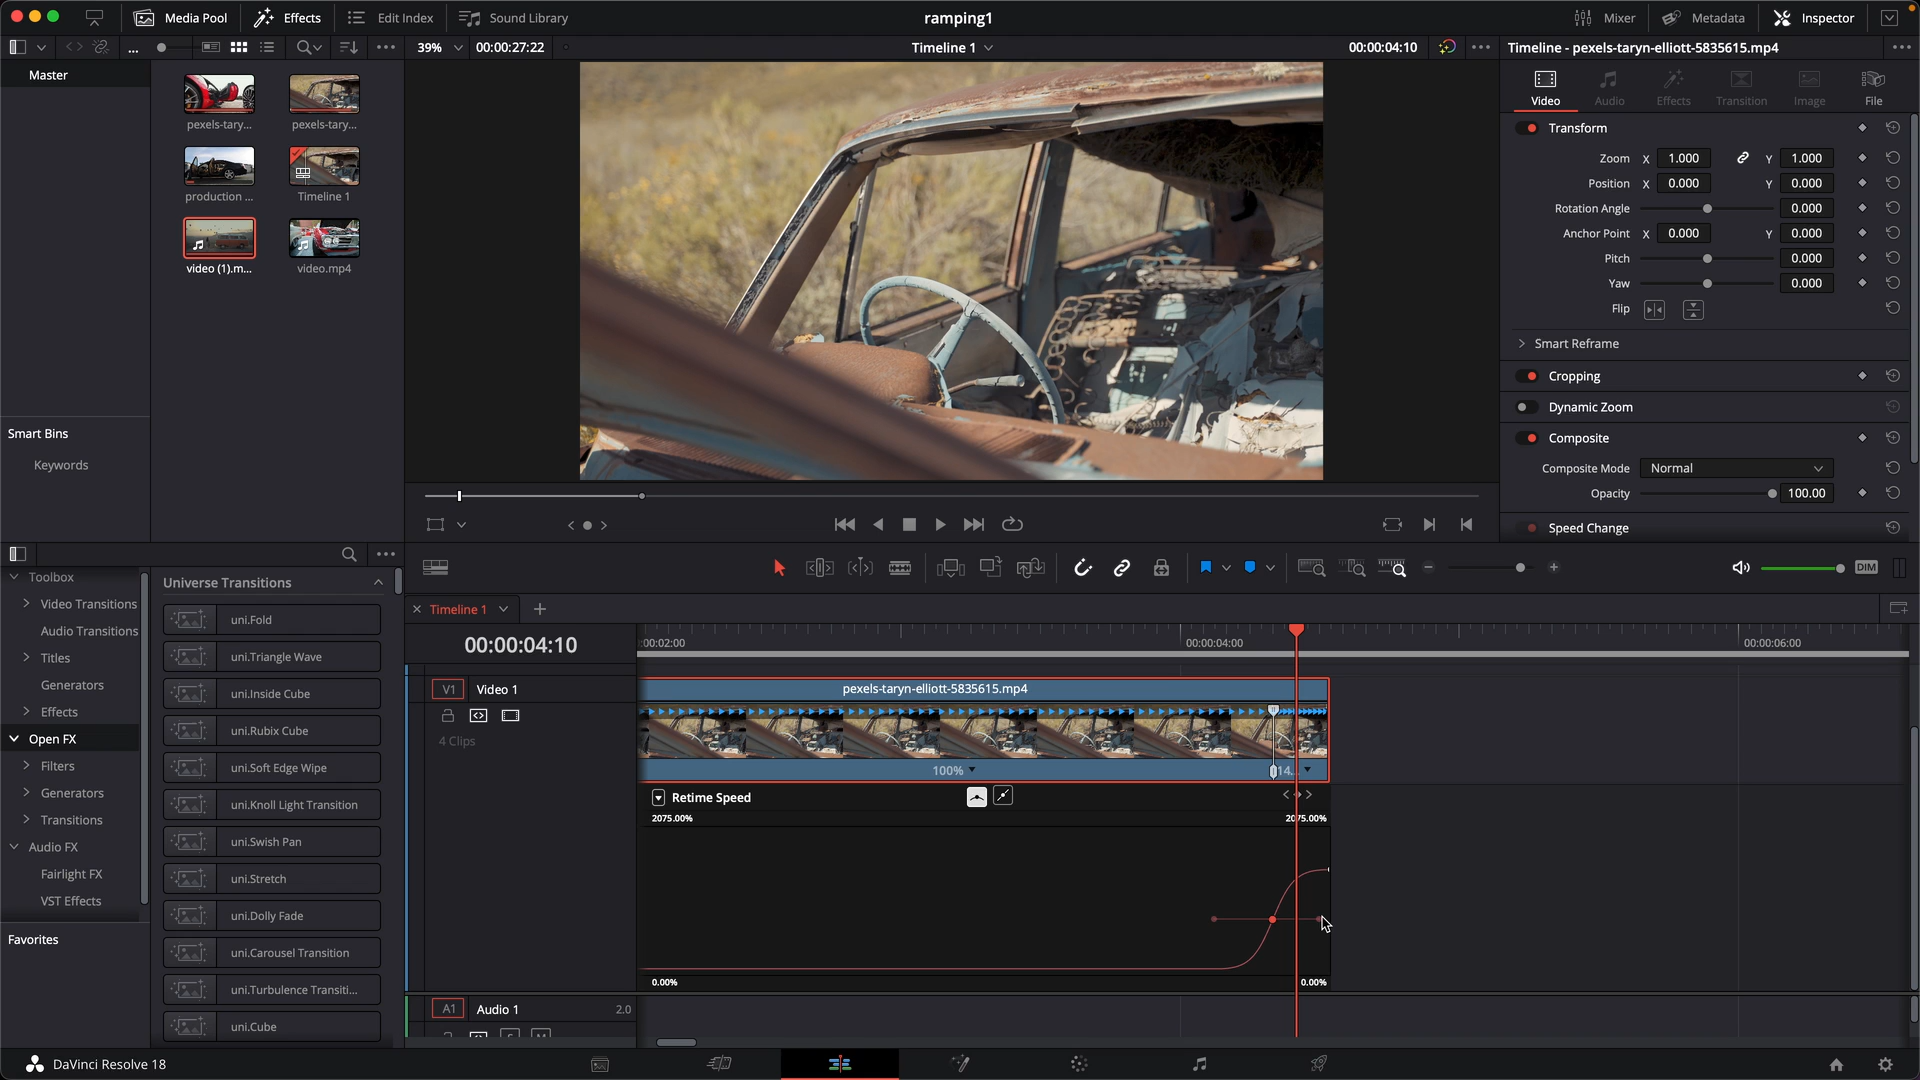 Media Pool
Effects
Edit Index
Sound Library
ramping1
Mixer
Metadata
Inspector
39%
00:00:27:22
Timeline 1
00:00:04:10
Timeline - pexels-taryn-elliott-5835615.mp4
Master
pexels-tary...
pexels-tary...
production ...
Timeline 1
video (1).m...
video.mp4
Smart Bins
Keywords
Video
Audio
Effects
Transition
Image
File
Transform
Zoom X 1.000 Y 1.000
Position X 0.000 Y 0.000
Rotation Angle 0.000
Anchor Point X 0.000 Y 0.000
Pitch 0.000
Yaw 0.000
Flip
Smart Reframe
Cropping
Dynamic Zoom
Composite
Composite Mode Normal
Opacity 100.00
Speed Change
Toolbox
Video Transitions
Audio Transitions
Titles
Generators
Effects
Open FX
Filters
Generators
Transitions
Audio FX
Fairlight FX
VST Effects
Favorites
Universe Transitions
uni.Fold
uni.Triangle Wave
uni.Inside Cube
uni.Rubix Cube
uni.Soft Edge Wipe
uni.Knoll Light Transition
uni.Swish Pan
uni.Stretch
uni.Dolly Fade
uni.Carousel Transition
uni.Turbulence Transiti...
uni.Cube
DIM
Timeline 1
00:00:04:10
:00:02:00
00:00:04:00
00:00:06:00
V1 Video 1
4 Clips
pexels-taryn-elliott-5835615.mp4
100%
14...
Retime Speed
2075.00%
2075.00%
0.00%
0.00%
A1 Audio 1 2.0
DaVinci Resolve 18